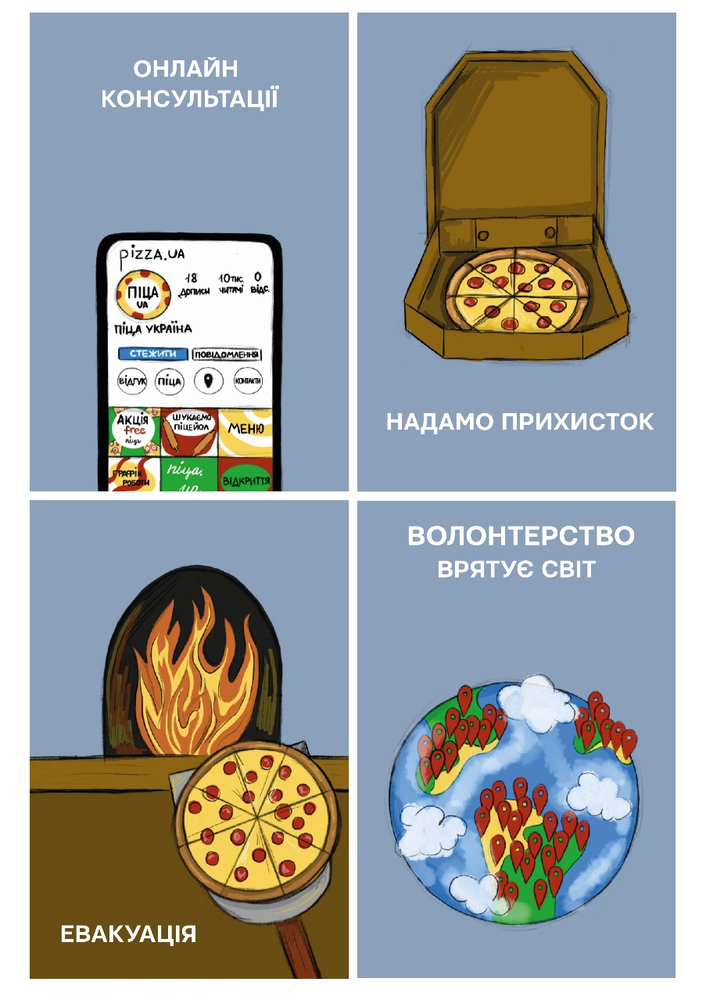 ОНЛАЙН
КОНСУЛЬТАЦІЇ
pizza.UA
ПІЦА
UA
18 10тис. 0
дописи читачі відс.
ПІЦА УКРАЇНА
СТЕЖИТИ ПОВІДОМЛЕННЯ
ВІДГУК ПІЦА КОНТАКТИ
АКЦІЯ
free
піца
ШУКАЄМО
ПІЦЕЙОЛ
МЕНЮ
ГРАФІК
РОБОТИ
піца.
ua
ВІДКРИТТЯ
НАДАМО ПРИХИСТОК
ЕВАКУАЦІЯ
ВОЛОНТЕРСТВО
ВРЯТУЄ СВІТ